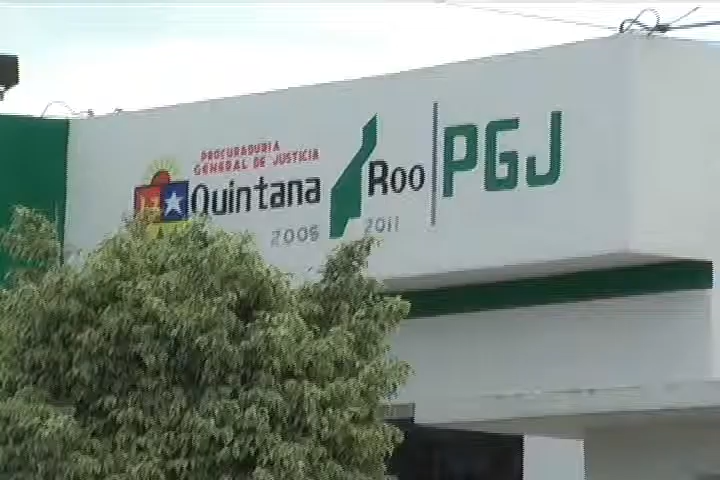 PROCURADURIA
GENERAL DE JUSTICIA
Quintana Roo PGJ
2005 2011